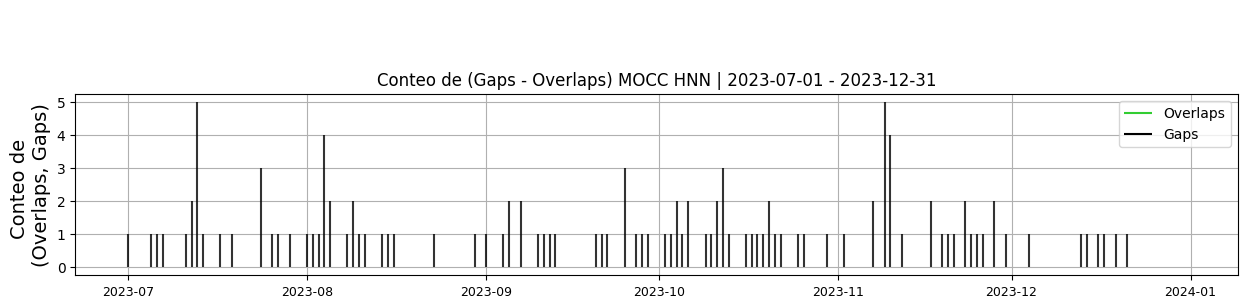 Conteo de (Gaps - Overlaps) MOCC HNN | 2023-07-01 - 2023-12-31
Conteo de
(Overlaps, Gaps)
5
4
3
2
1
0
Overlaps
Gaps
2023-07
2023-08
2023-09
2023-10
2023-11
2023-12
2024-01